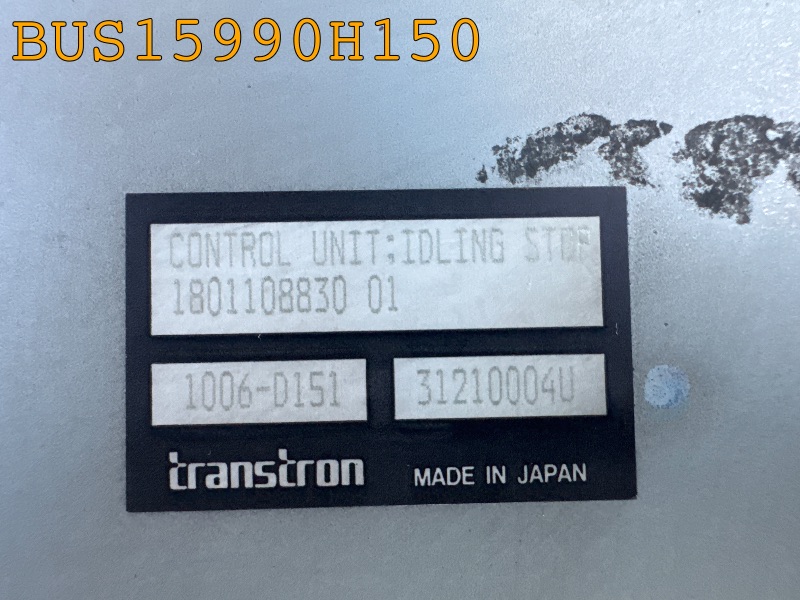 BUS15990H150
CONTROL UNIT;IDLING STOP
1801108830 01
1006-D151
31210004U
transtron
MADE IN JAPAN